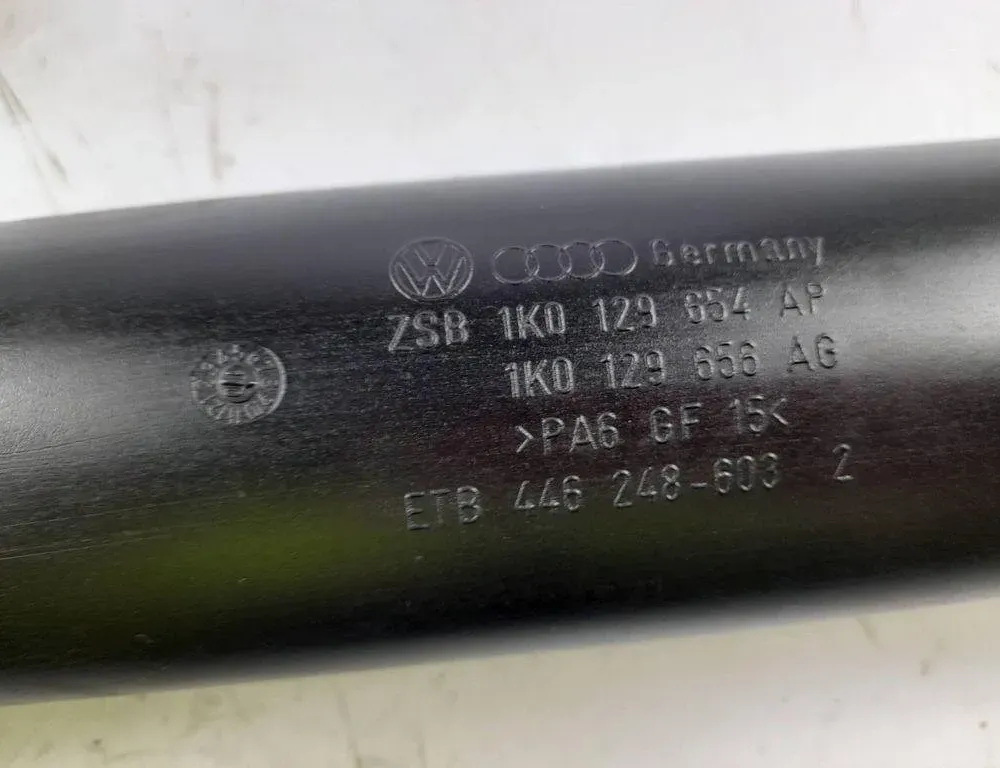 Germany
ZSB 1K0 129 654 AP
1K0 129 656 AG
>PA6 GF 15<
ETB 446 248-603 2